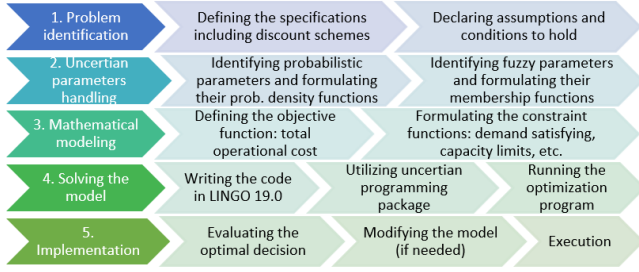 1. Problem
identification
Defining the specifications
including discount schemes
Declaring assumptions and
conditions to hold
2. Uncertian
parameters
handling
Identifying probabilistic
parameters and formulating
their prob. density functions
Identifying fuzzy parameters
and formulating their
membership functions
3. Mathematical
modeling
Defining the objective
function: total
operational cost
Formulating the constraint
functions: demand satisfying,
capacity limits, etc.
4. Solving the
model
Writing the code
in LINGO 19.0
Utilizing uncertian
programming
package
Running the
optimization
program
5.
Implementation
Evaluating the
optimal decision
Modifying the model
(if needed)
Execution